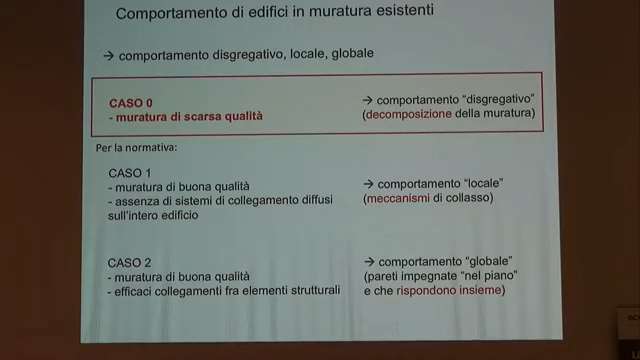 Comportamento di edifici in muratura esistenti
→ comportamento disgregativo, locale, globale
CASO 0
- muratura di scarsa qualità
→ comportamento "disgregativo"
(decomposizione della muratura)
Per la normativa:
CASO 1
- muratura di buona qualità
- assenza di sistemi di collegamento diffusi
sull'intero edificio
→ comportamento "locale"
(meccanismi di collasso)
CASO 2
- muratura di buona qualità
- efficaci collegamenti fra elementi strutturali
→ comportamento "globale"
(pareti impegnate "nel piano"
e che rispondono insieme)